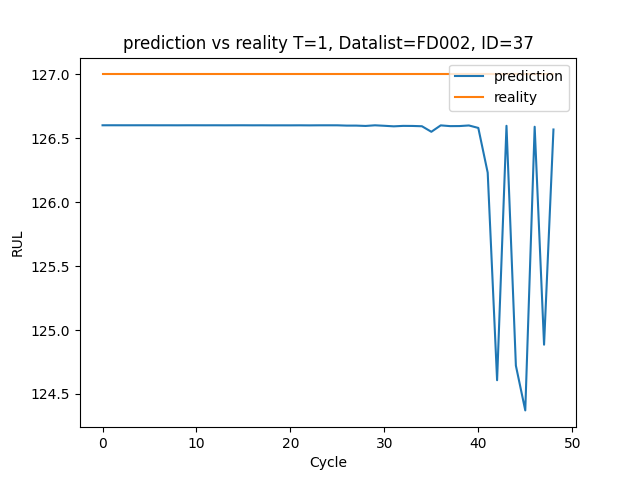 prediction vs reality T=1, Datalist=FD002, ID=37
127.0
126.5
126.0
125.5
125.0
124.5
RUL
prediction
reality
0 10 20 30 40 50
Cycle